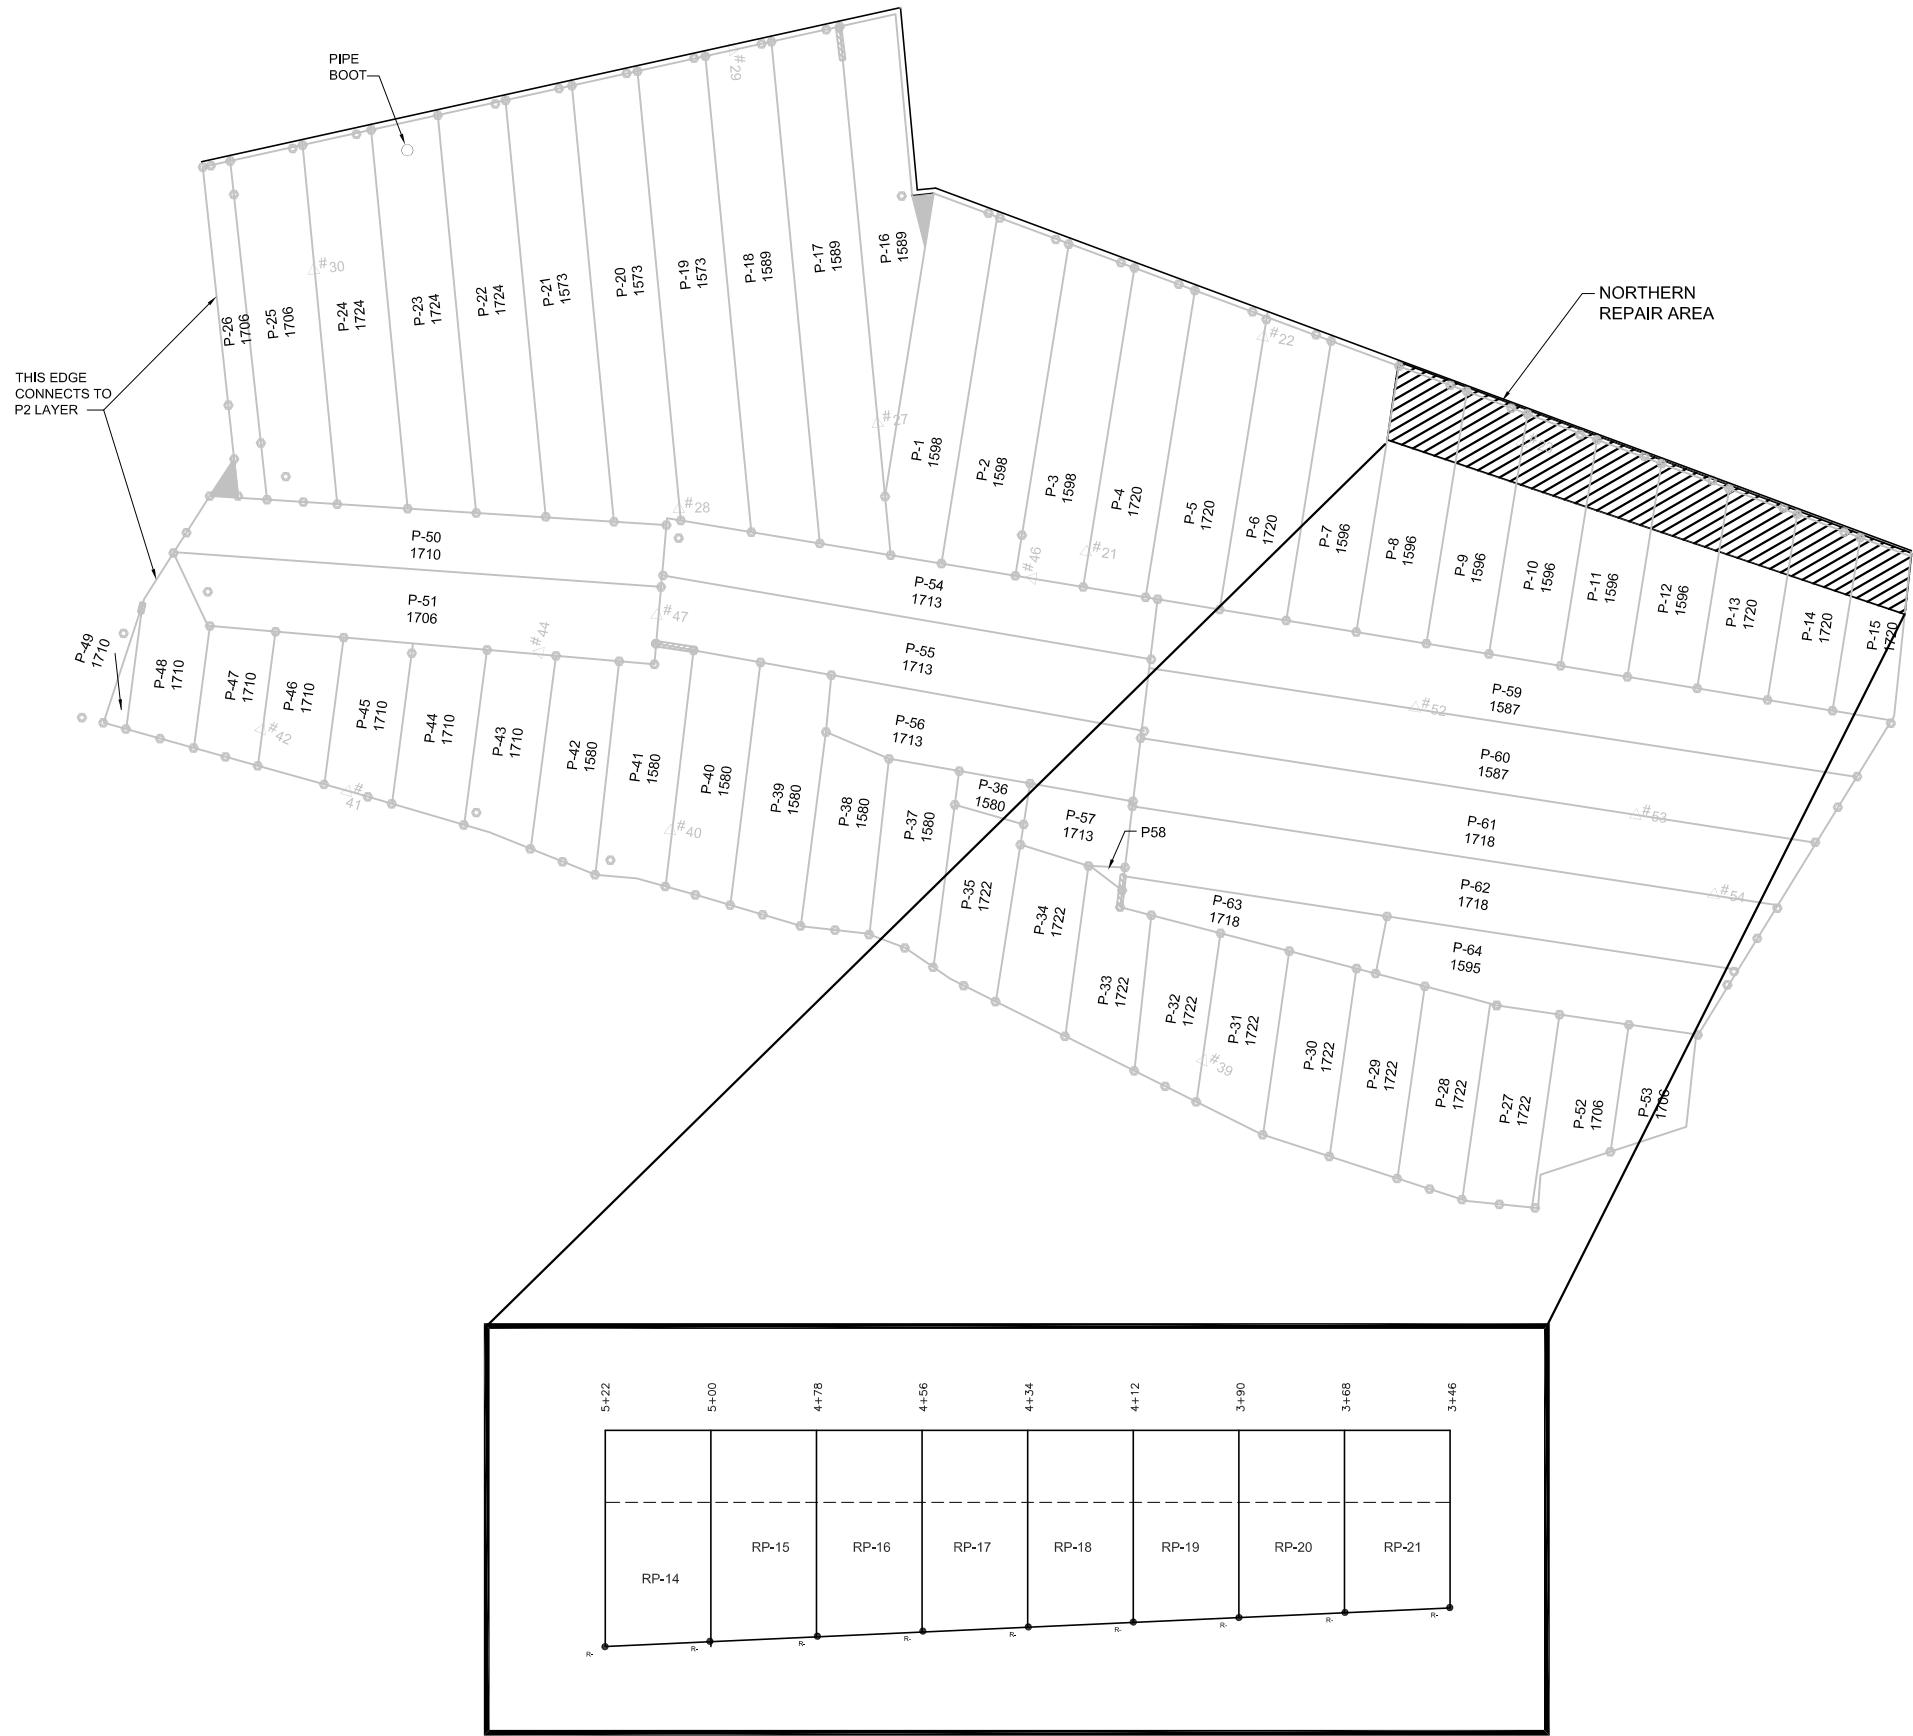 PIPE
BOOT
#29
NORTHERN
REPAIR AREA
THIS EDGE
CONNECTS TO
P2 LAYER
P-26
1706
P-25
1706
#30
P-24
1724
P-23
1724
P-22
1724
P-21
1573
P-20
1573
P-19
1573
P-18
1589
P-17
1589
P-16
1589
#27
#22
P-1
1598
P-2
1598
P-3
1598
P-4
1720
P-5
1720
P-6
1720
P-7
1596
P-8
1596
P-9
1596
P-10
1596
P-11
1596
P-12
1596
P-13
1720
P-14
1720
P-15
1720
#28
#46
#21
P-50
1710
P-54
1713
P-51
1706
#47
#44
P-55
1713
P-59
1587
#52
P-49
1710
P-48
1710
P-47
1710
P-46
1710
#42
P-45
1710
P-44
1710
P-43
1710
P-42
1580
P-41
1580
P-40
1580
P-39
1580
P-38
1580
P-37
1580
P-56
1713
P-36
1580
P-60
1587
#41
#40
P-57
1713
P58
P-61
1718
#53
P-62
1718
#54
P-63
1718
P-64
1595
P-35
1722
P-34
1722
P-33
1722
P-32
1722
P-31
1722
#39
P-30
1722
P-29
1722
P-28
1722
P-27
1722
P-52
1706
P-53
1706
5+22
5+00
4+78
4+56
4+34
4+12
3+90
3+68
3+46
RP-14
RP-15
RP-16
RP-17
RP-18
RP-19
RP-20
RP-21
R-
R-
R-
R-
R-
R-
R-
R-
R-